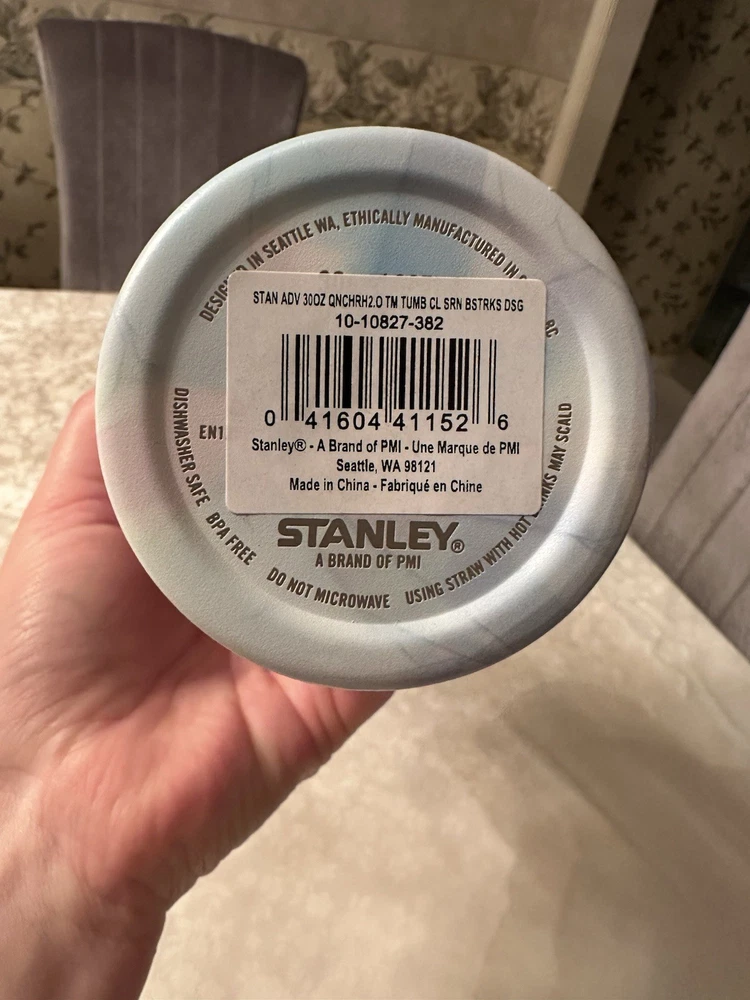 DESIG IN SEATTLE WA, ETHICALLY MANUFACTURED IN
STAN ADV 30OZ QNCHRH2.O TM TUMB CL SRN BSTRKS DSG
10-10827-382
0 41604 41152 6
Stanley® - A Brand of PMI - Une Marque de PMI
Seattle, WA 98121
Made in China - Fabriqué en Chine
EN1
STANLEY®
A BRAND OF PMI
DISHWASHER SAFE BPA FREE DO NOT MICROWAVE USING STRAW WITH HOT NKS MAY SCALD